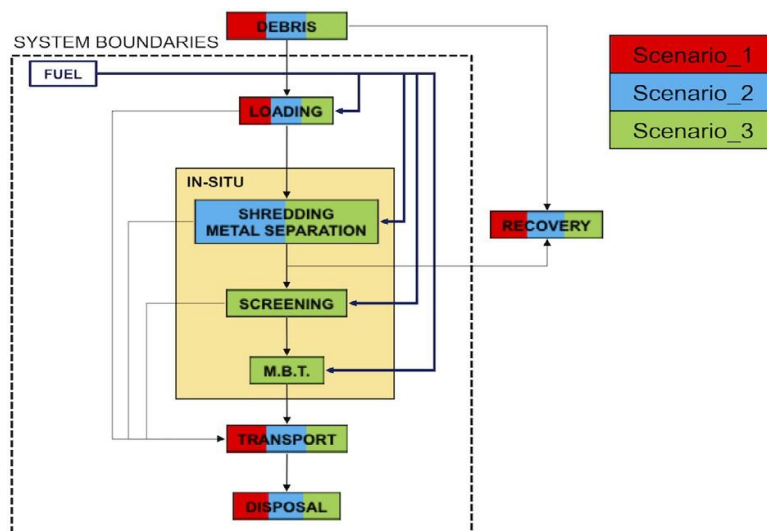 DEBRIS
SYSTEM BOUNDARIES
FUEL
Scenario_1
Scenario_2
Scenario_3
LOADING
IN-SITU
SHREDDING
METAL SEPARATION
RECOVERY
SCREENING
M.B.T.
TRANSPORT
DISPOSAL